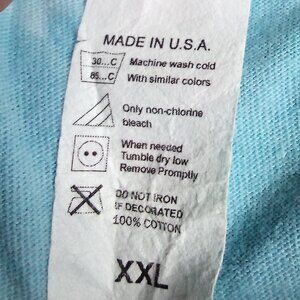 MADE IN U.S.A.
30...C Machine wash cold
85...C With similar colors
Only non-chlorine
bleach
When needed
Tumble dry low
Remove Promptly
DO NOT IRON
IF DECORATED
100% COTTON
XXL